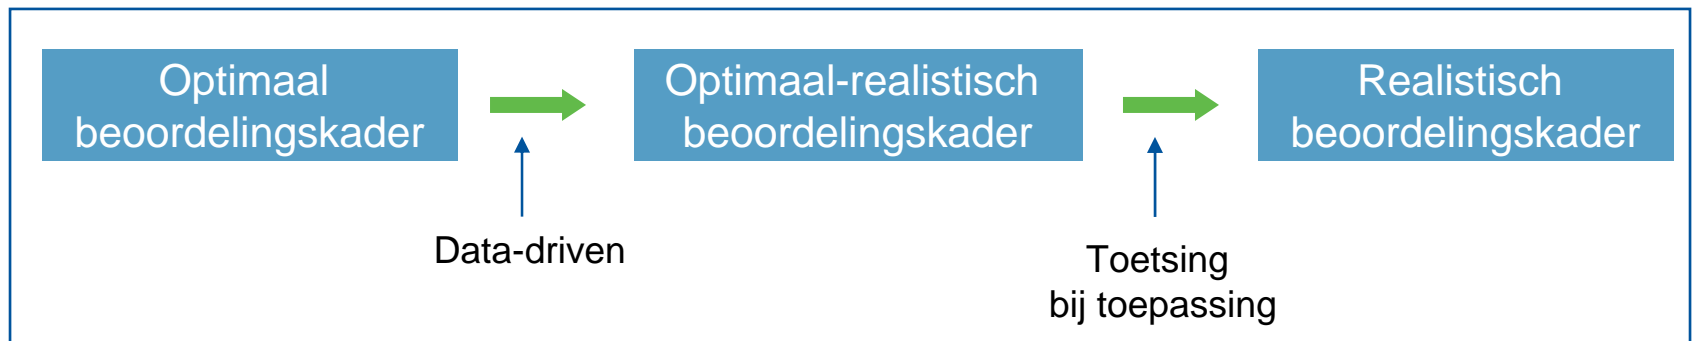 Optimaal
beoordelingskader
Optimaal-realistisch
beoordelingskader
Realistisch
beoordelingskader
Data-driven
Toetsing
bij toepassing